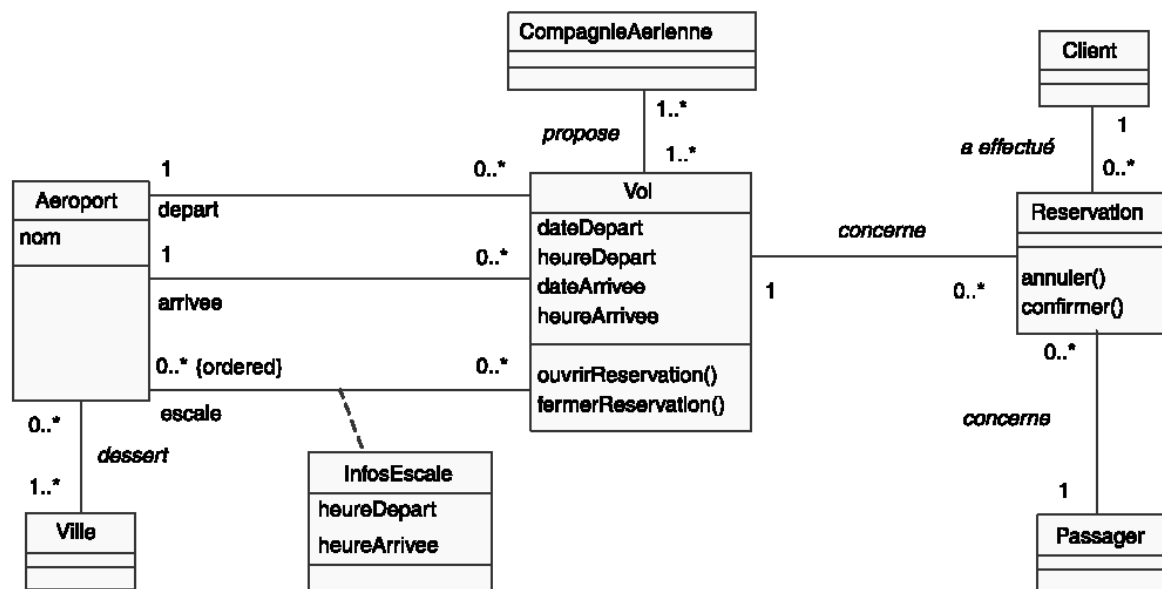 CompagnieAerienne
1..*
propose
1..*
Client
1
a effectué
0..*
Aeroport
nom
1
0..*
depart
1
0..*
arrivee
0..* {ordered}
0..*
escale
Vol
dateDepart
heureDepart
dateArrivee
heureArrivee
ouvrirReservation()
fermerReservation()
concerne
1
0..*
Reservation
annuler()
confirmer()
0..*
concerne
1
Passager
0..*
dessert
1..*
Ville
InfosEscale
heureDepart
heureArrivee